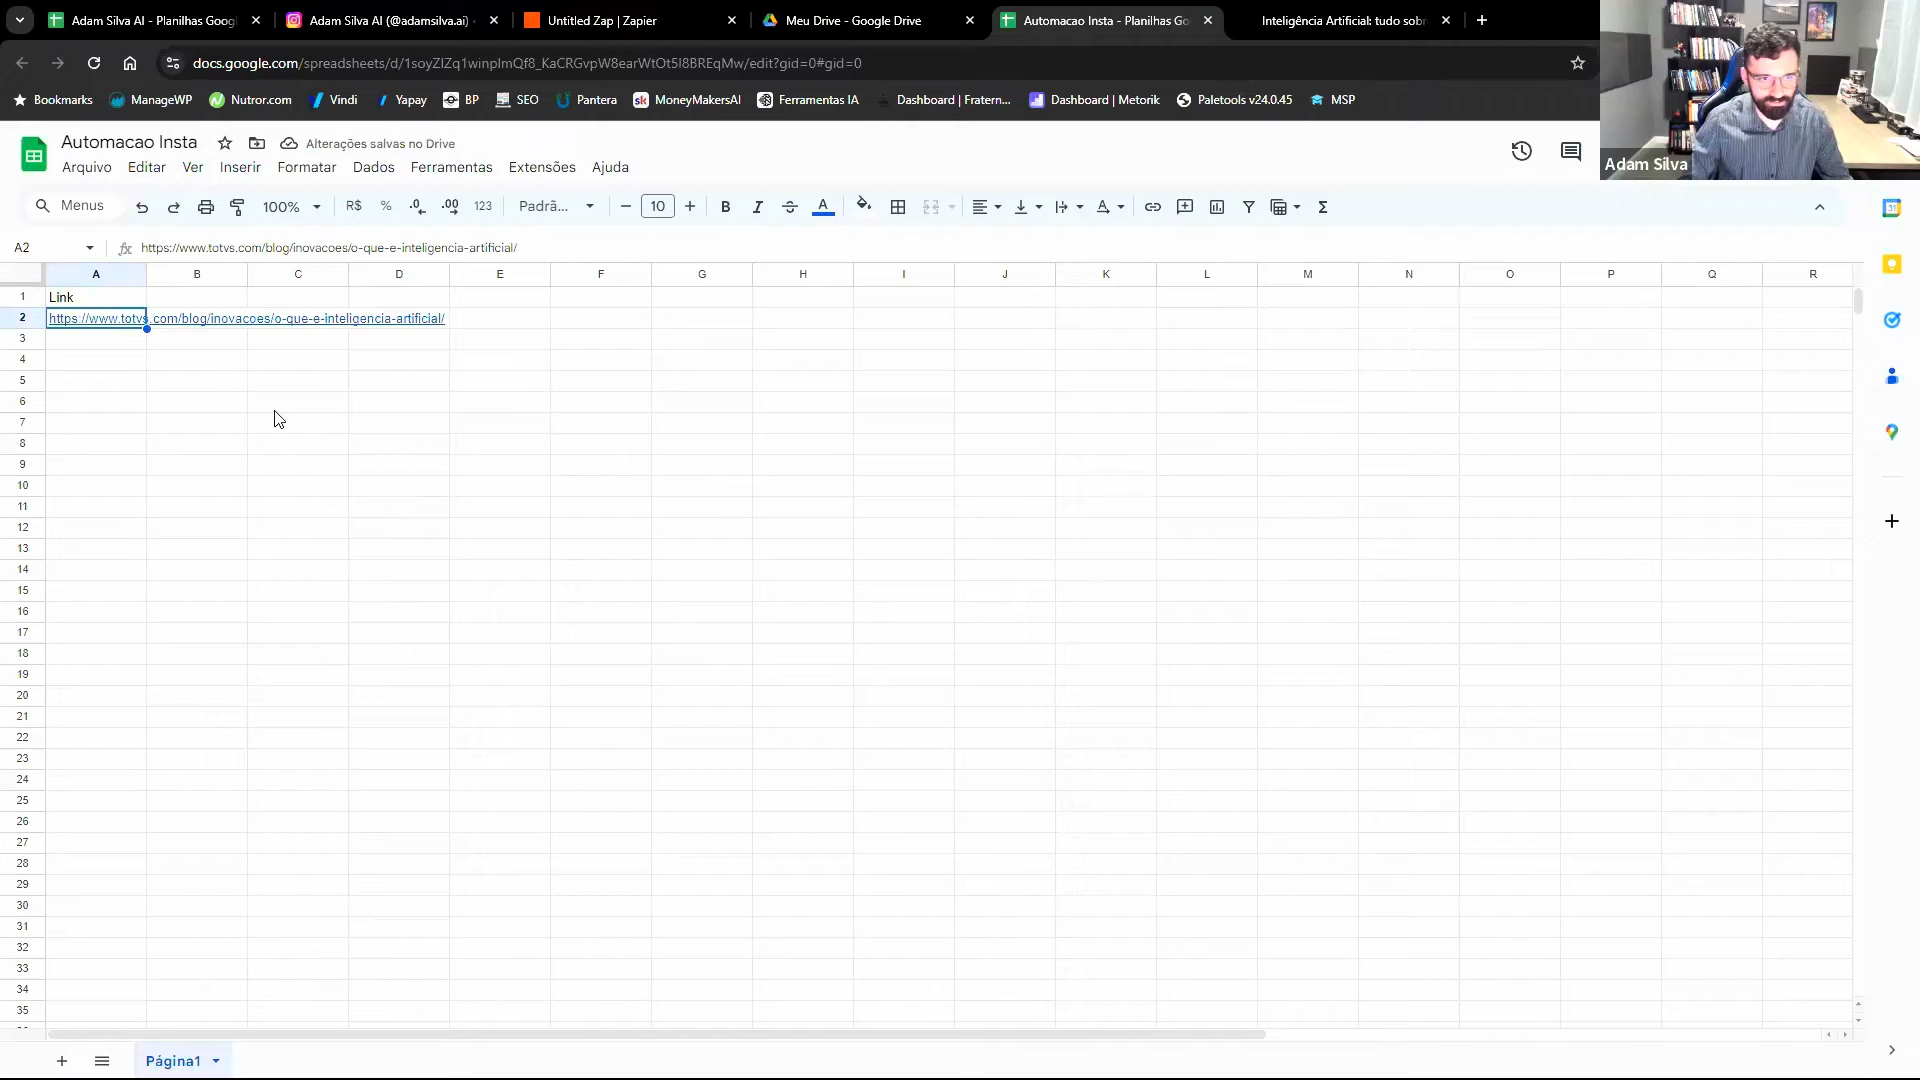 Adam Silva AI - Planilhas Goog
Adam Silva AI (@adamsilva.ai)
Untitled Zap | Zapier
Meu Drive - Google Drive
Automacao Insta - Planilhas Go
Inteligência Artificial: tudo sobr
docs.google.com/spreadsheets/d/1soyZIZq1winpImQf8_KaCRGvpW8earWtOt5I8BREqMw/edit?gid=0#gid=0
Bookmarks
ManageWP
Nutror.com
Vindi
Yapay
BP
SEO
Pantera
sk MoneyMakersAI
Ferramentas IA
Dashboard | Fratern...
Dashboard | Metorik
Paletools v24.0.45
MSP
Adam Silva
Automacao Insta
Alterações salvas no Drive
Arquivo Editar Ver Inserir Formatar Dados Ferramentas Extensões Ajuda
Menus
100%
R$ % .0 .00 123
Padrã...
10
B I A Σ
31
A2
fx https://www.totvs.com/blog/inovacoes/o-que-e-inteligencia-artificial/
A B C D E F G H I J K L M N O P Q R
1 Link
2 https://www.totvs.com/blog/inovacoes/o-que-e-inteligencia-artificial/
3
4
5
6
7
8
9
10
11
12
13
14
15
16
17
18
19
20
21
22
23
24
25
26
27
28
29
30
31
32
33
34
35
Página1